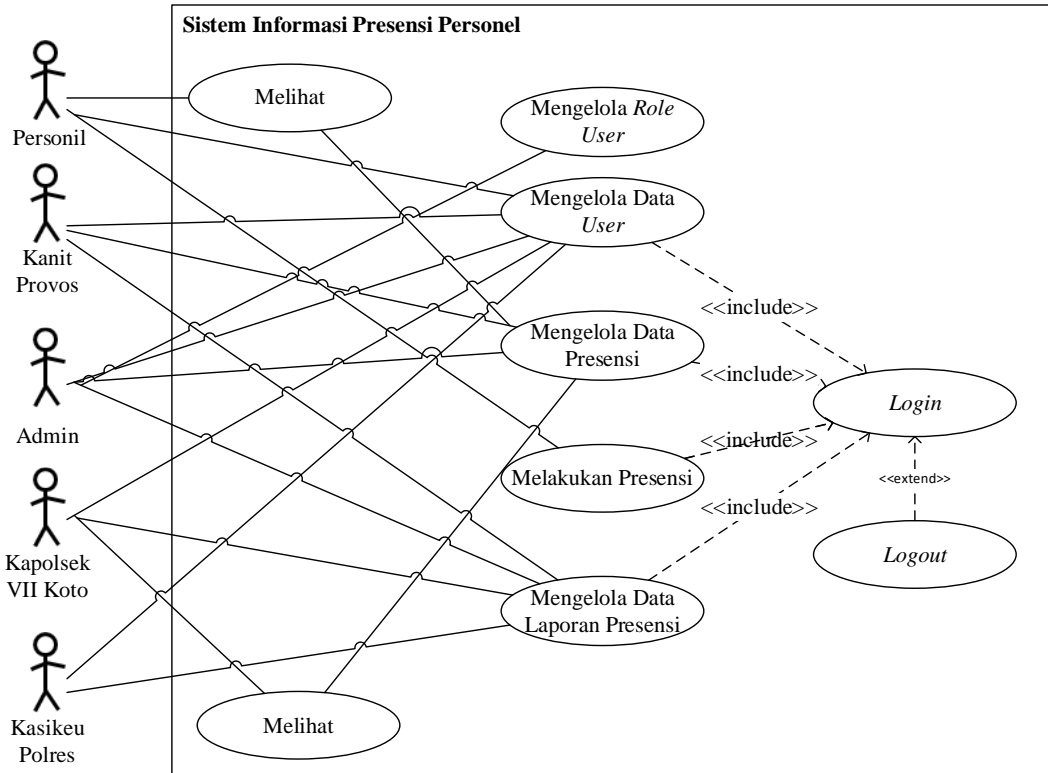 Sistem Informasi Presensi Personel
Personil
Kanit
Provos
Admin
Kapolsek
VII Koto
Kasikeu
Polres
Melihat
Mengelola Role
User
Mengelola Data
User
Mengelola Data
Presensi
Melakukan Presensi
Mengelola Data
Laporan Presensi
Melihat
<<include>>
<<include>>
<<include>>
<<include>>
Login
<<extend>>
Logout